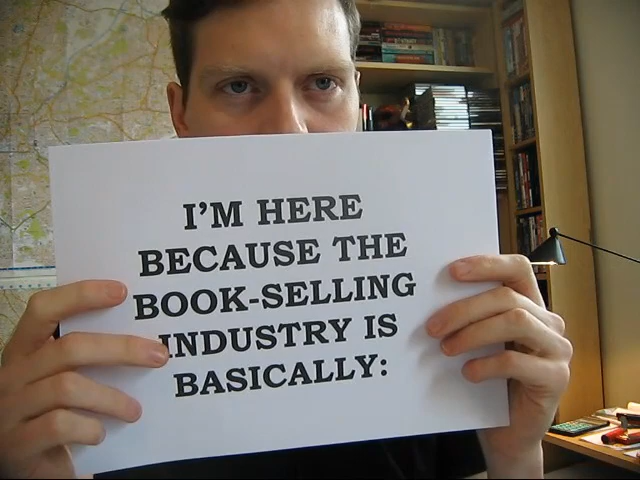 I'M HERE
BECAUSE THE
BOOK-SELLING
INDUSTRY IS
BASICALLY: